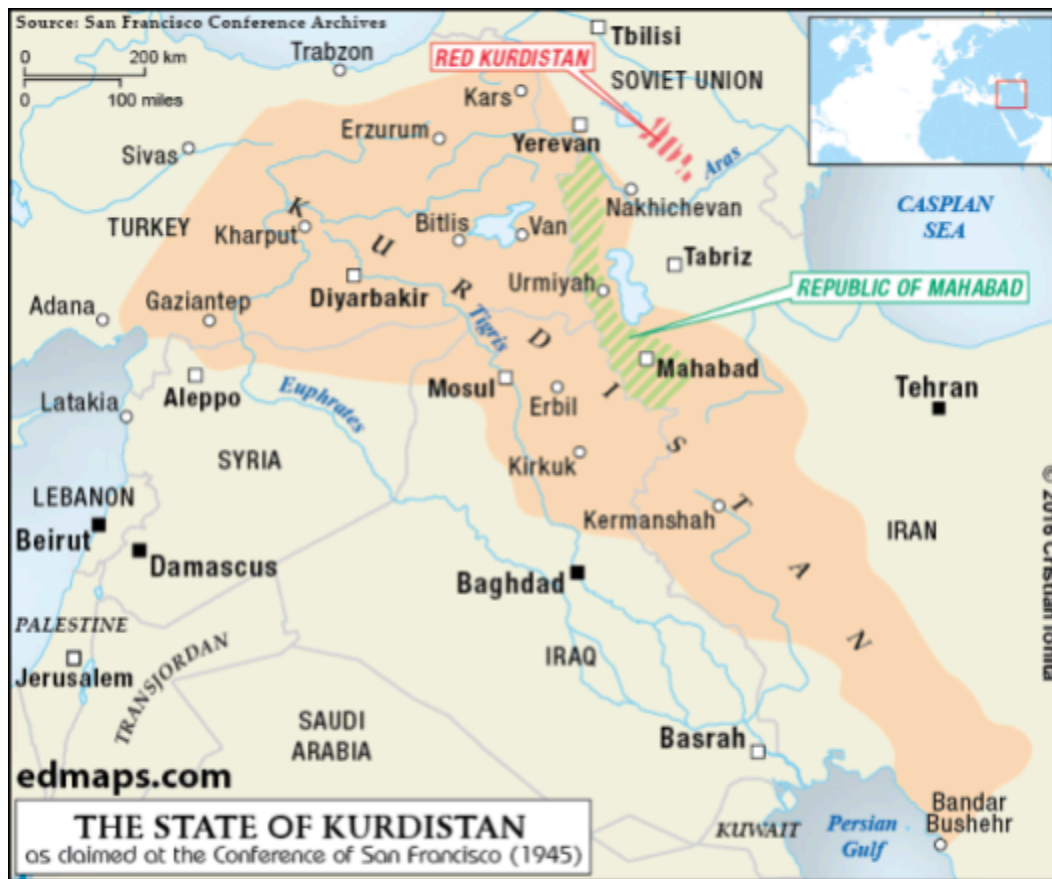 Source: San Francisco Conference Archives
0 200 km
0 100 miles
Trabzon
Tbilisi
RED KURDISTAN
SOVIET UNION
Kars
Erzurum
Yerevan
Sivas
Aras
Nakhichevan
CASPIAN
SEA
TURKEY
Kharput
Bitlis
Van
Tabriz
Diyarbakir
Urmiyah
REPUBLIC OF MAHABAD
Adana
Gaziantep
Tigris
KURDISTAN
Mahabad
Aleppo
Mosul
Erbil
Tehran
Latakia
Euphrates
Kirkuk
SYRIA
LEBANON
Kermanshah
IRAN
Beirut
Damascus
Baghdad
© 2016 Cristian Ionita
PALESTINE
Jerusalem
TRANSJORDAN
IRAQ
SAUDI
ARABIA
Basrah
edmaps.com
Bandar
Bushehr
KUWAIT
Persian
Gulf
THE STATE OF KURDISTAN
as claimed at the Conference of San Francisco (1945)